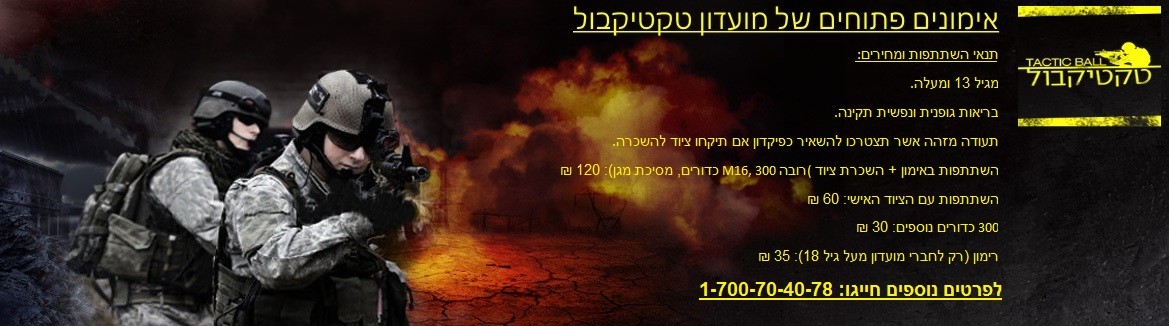 אימונים פתוחים של מועדון טקטיקבול
תנאי השתתפות ומחירים:
מגיל 13 ומעלה.
בריאות גופנית ונפשית תקינה.
תעודה מזהה אשר תצטרכו להשאיר כפיקדון אם תיקחו ציוד להשכרה.
השתתפות באימון + השכרת ציוד )רובה M16, 300 כדורים, מסיכת מגן): 120 ₪
השתתפות עם הציוד האישי: 60 ₪
300 כדורים נוספים: 30 ₪
רימון (רק לחברי מועדון מעל גיל 18): 35 ₪
לפרטים נוספים חייגו: 1-700-70-40-78
TACTIC BALL
טקטיקבול